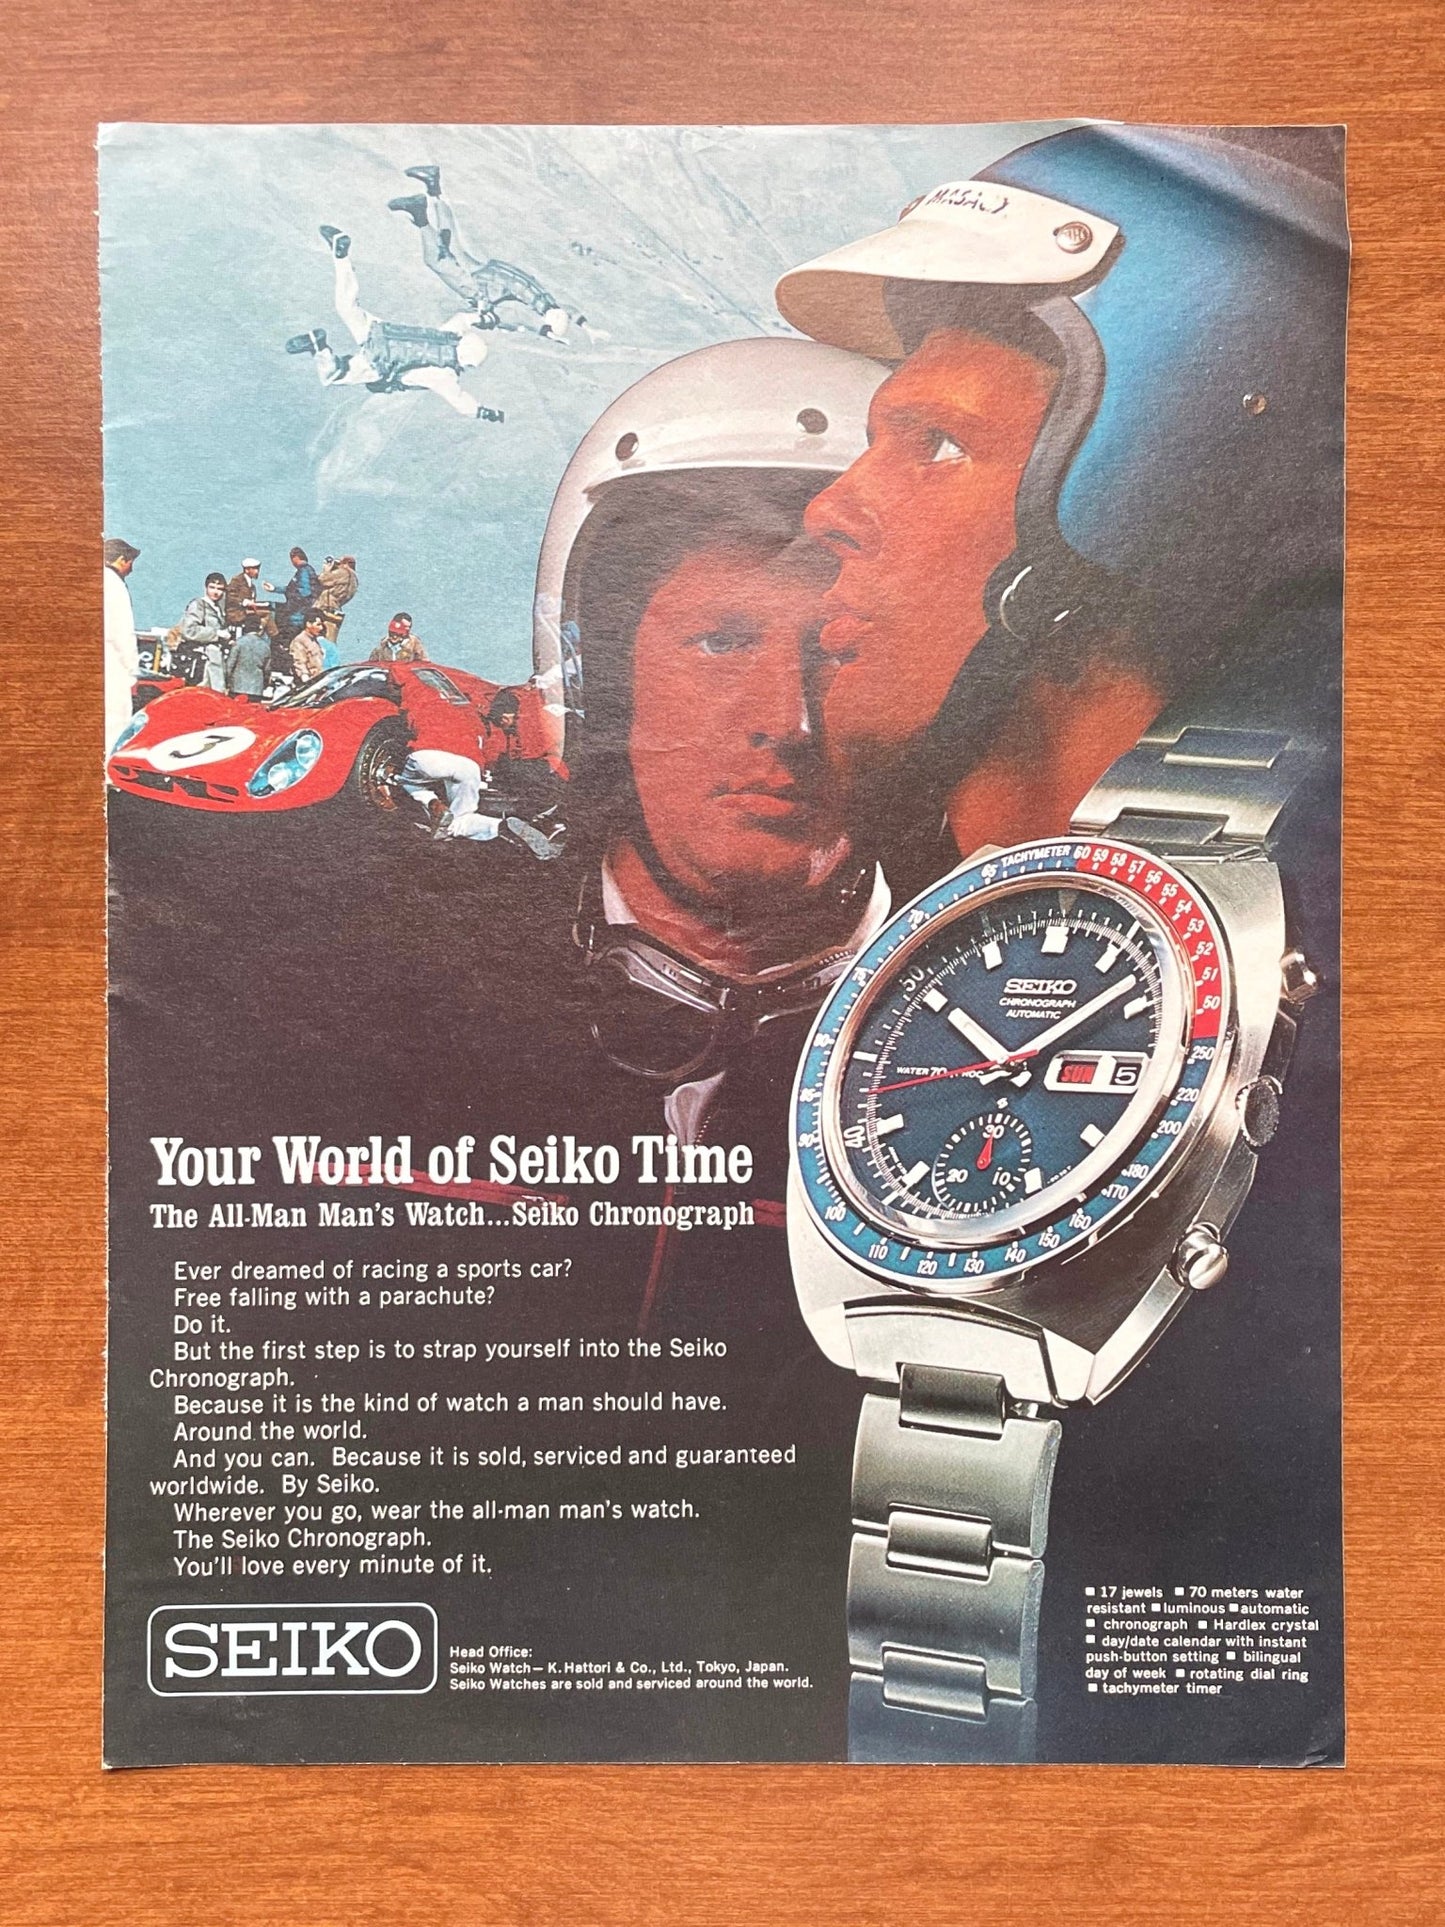 MASAO
3
TACHYMETER 60 59 58 57 56 55 54 53 52 51 50
65
70
75
80
85
90
100
110
120
130
140
150
160
170
180
200
220
250
50
40
SEIKO
CHRONOGRAPH
AUTOMATIC
WATER 70
SUN 5
30
20
10
Your World of Seiko Time
The All-Man Man's Watch...Seiko Chronograph
Ever dreamed of racing a sports car?
Free falling with a parachute?
Do it.
But the first step is to strap yourself into the Seiko
Chronograph.
Because it is the kind of watch a man should have.
Around the world.
And you can. Because it is sold, serviced and guaranteed
worldwide. By Seiko.
Wherever you go, wear the all-man man's watch.
The Seiko Chronograph.
You'll love every minute of it.
SEIKO
Head Office:
Seiko Watch—K. Hattori & Co., Ltd., Tokyo, Japan.
Seiko Watches are sold and serviced around the world.
■ 17 jewels ■ 70 meters water
resistant ■ luminous ■ automatic
■ chronograph ■ Hardlex crystal
■ day/date calendar with instant
push-button setting ■ bilingual
day of week ■ rotating dial ring
■ tachymeter timer